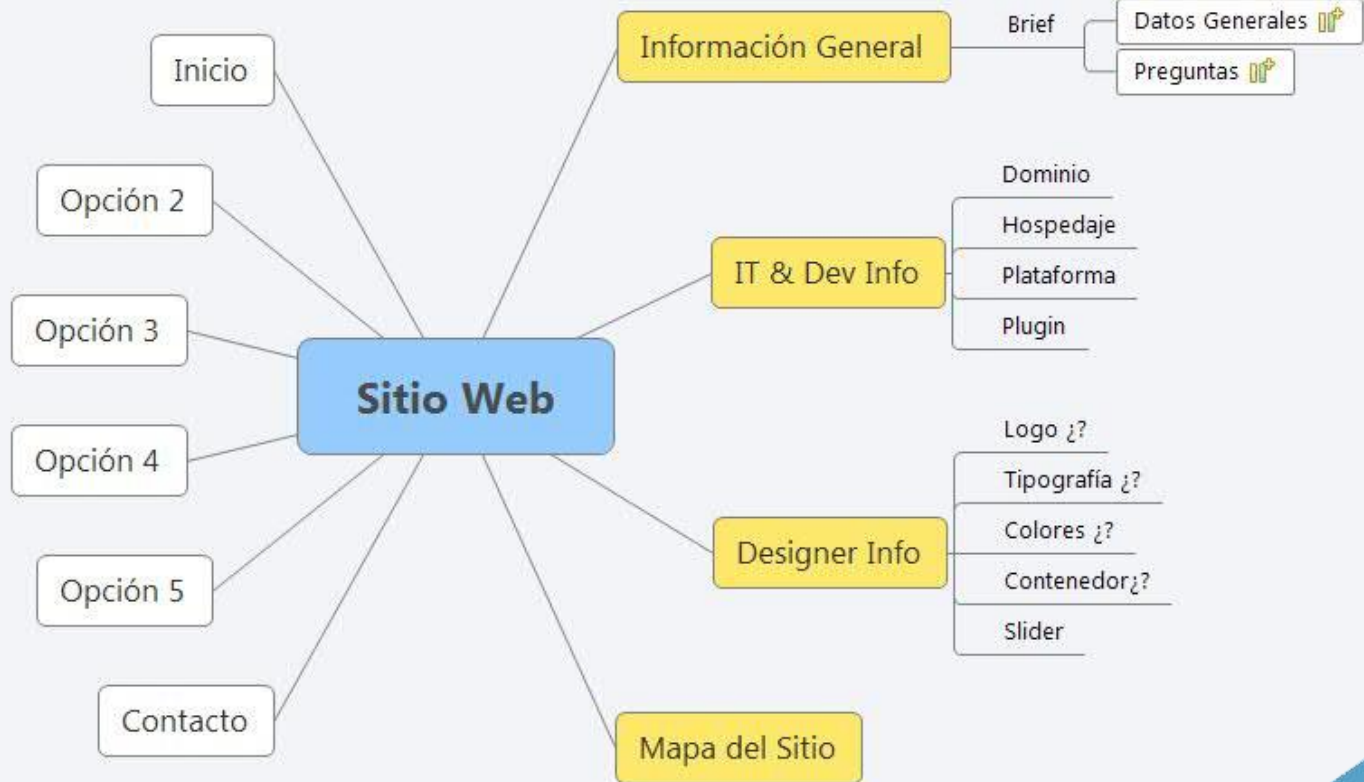 Sitio Web
Inicio
Opción 2
Opción 3
Opción 4
Opción 5
Contacto
Información General
Brief
Datos Generales
Preguntas
IT & Dev Info
Dominio
Hospedaje
Plataforma
Plugin
Designer Info
Logo ¿?
Tipografía ¿?
Colores ¿?
Contenedor¿?
Slider
Mapa del Sitio